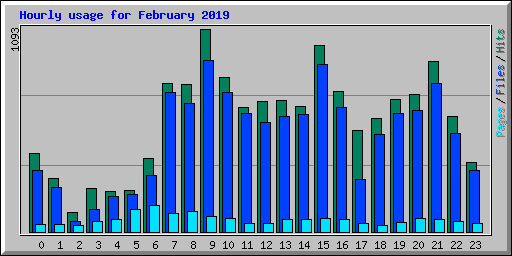 Hourly usage for February 2019
1093
Pages / Files / Hits
0 1 2 3 4 5 6 7 8 9 10 11 12 13 14 15 16 17 18 19 20 21 22 23